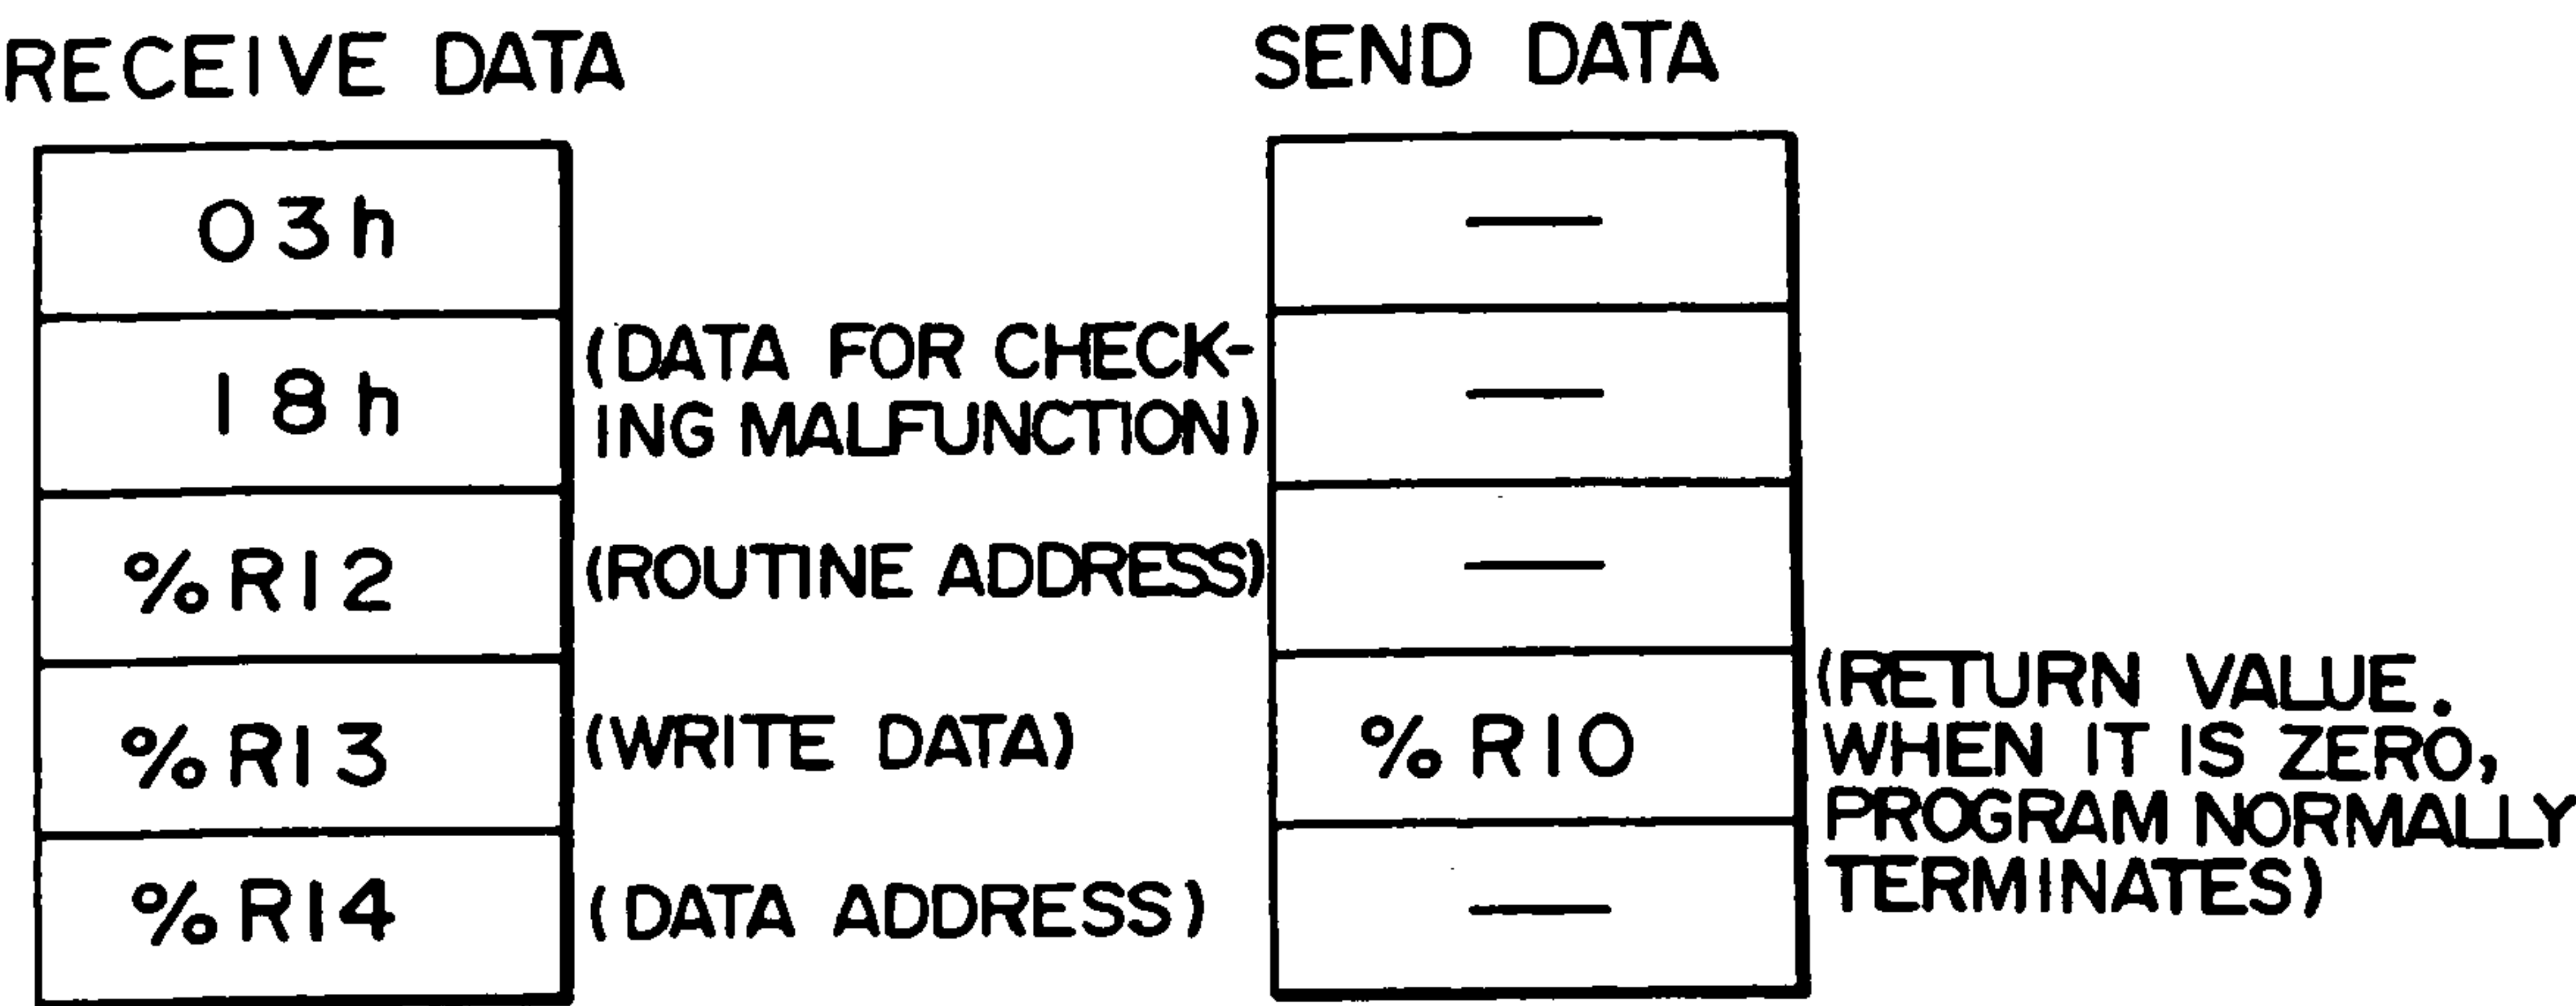 RECEIVE DATA
03h
18h
(DATA FOR CHECK-
ING MALFUNCTION)
%R12
(ROUTINE ADDRESS)
%R13
(WRITE DATA)
%R14
(DATA ADDRESS)
SEND DATA
—
—
—
%R10
(RETURN VALUE.
WHEN IT IS ZERO,
PROGRAM NORMALLY
TERMINATES)
—